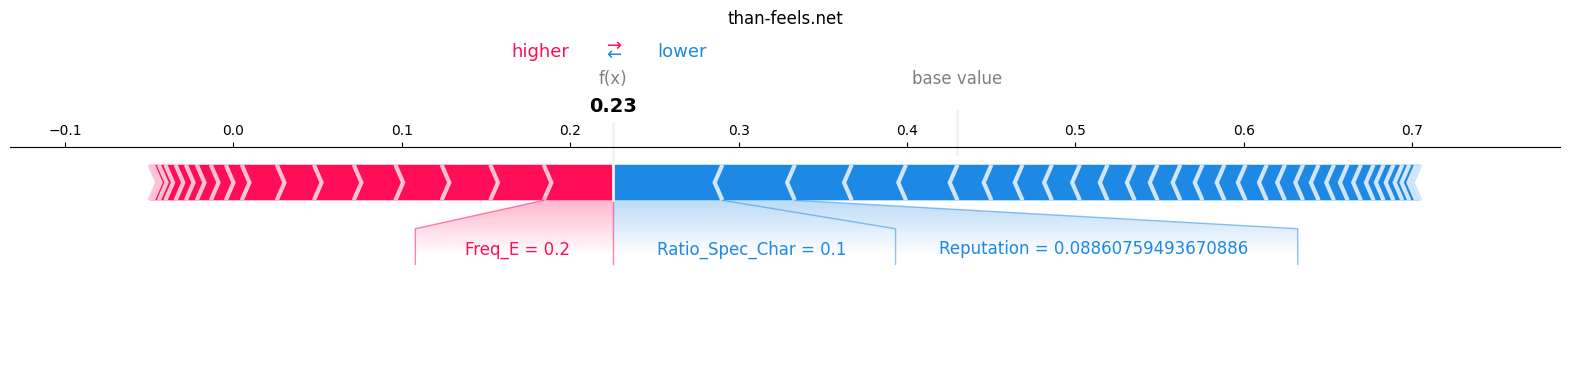 than-feels.net
higher ⇄ lower
f(x) base value
0.23
−0.1 0.0 0.1 0.2 0.3 0.4 0.5 0.6 0.7
Freq_E = 0.2 Ratio_Spec_Char = 0.1 Reputation = 0.08860759493670886